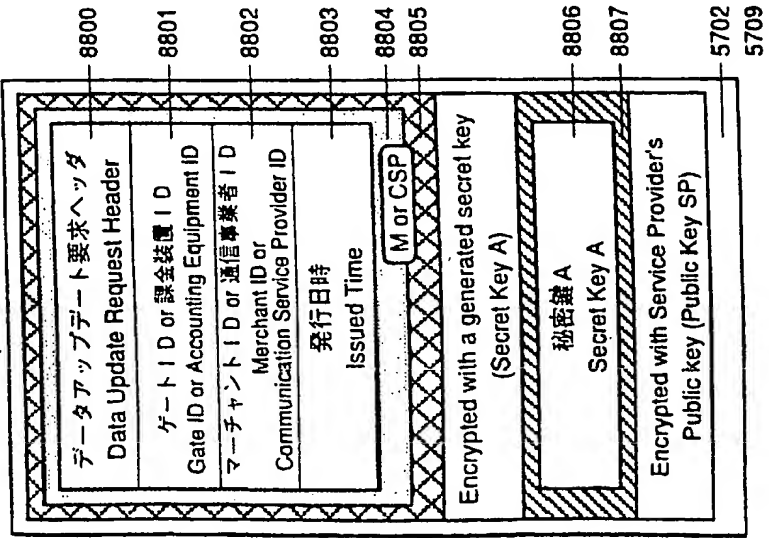 データアップデート要求ヘッダ
Data Update Request Header
ゲートID or 課金装置ID
Gate ID or Accounting Equipment ID
マーチャントID or 通信事業者ID
Merchant ID or
Communication Service Provider ID
発行日時
Issued Time
M or CSP
Encrypted with a generated secret key
(Secret Key A)
秘密鍵A
Secret Key A
Encrypted with Service Provider's
Public key (Public Key SP)
8800
8801
8802
8803
8804
8805
8806
8807
5702
5709